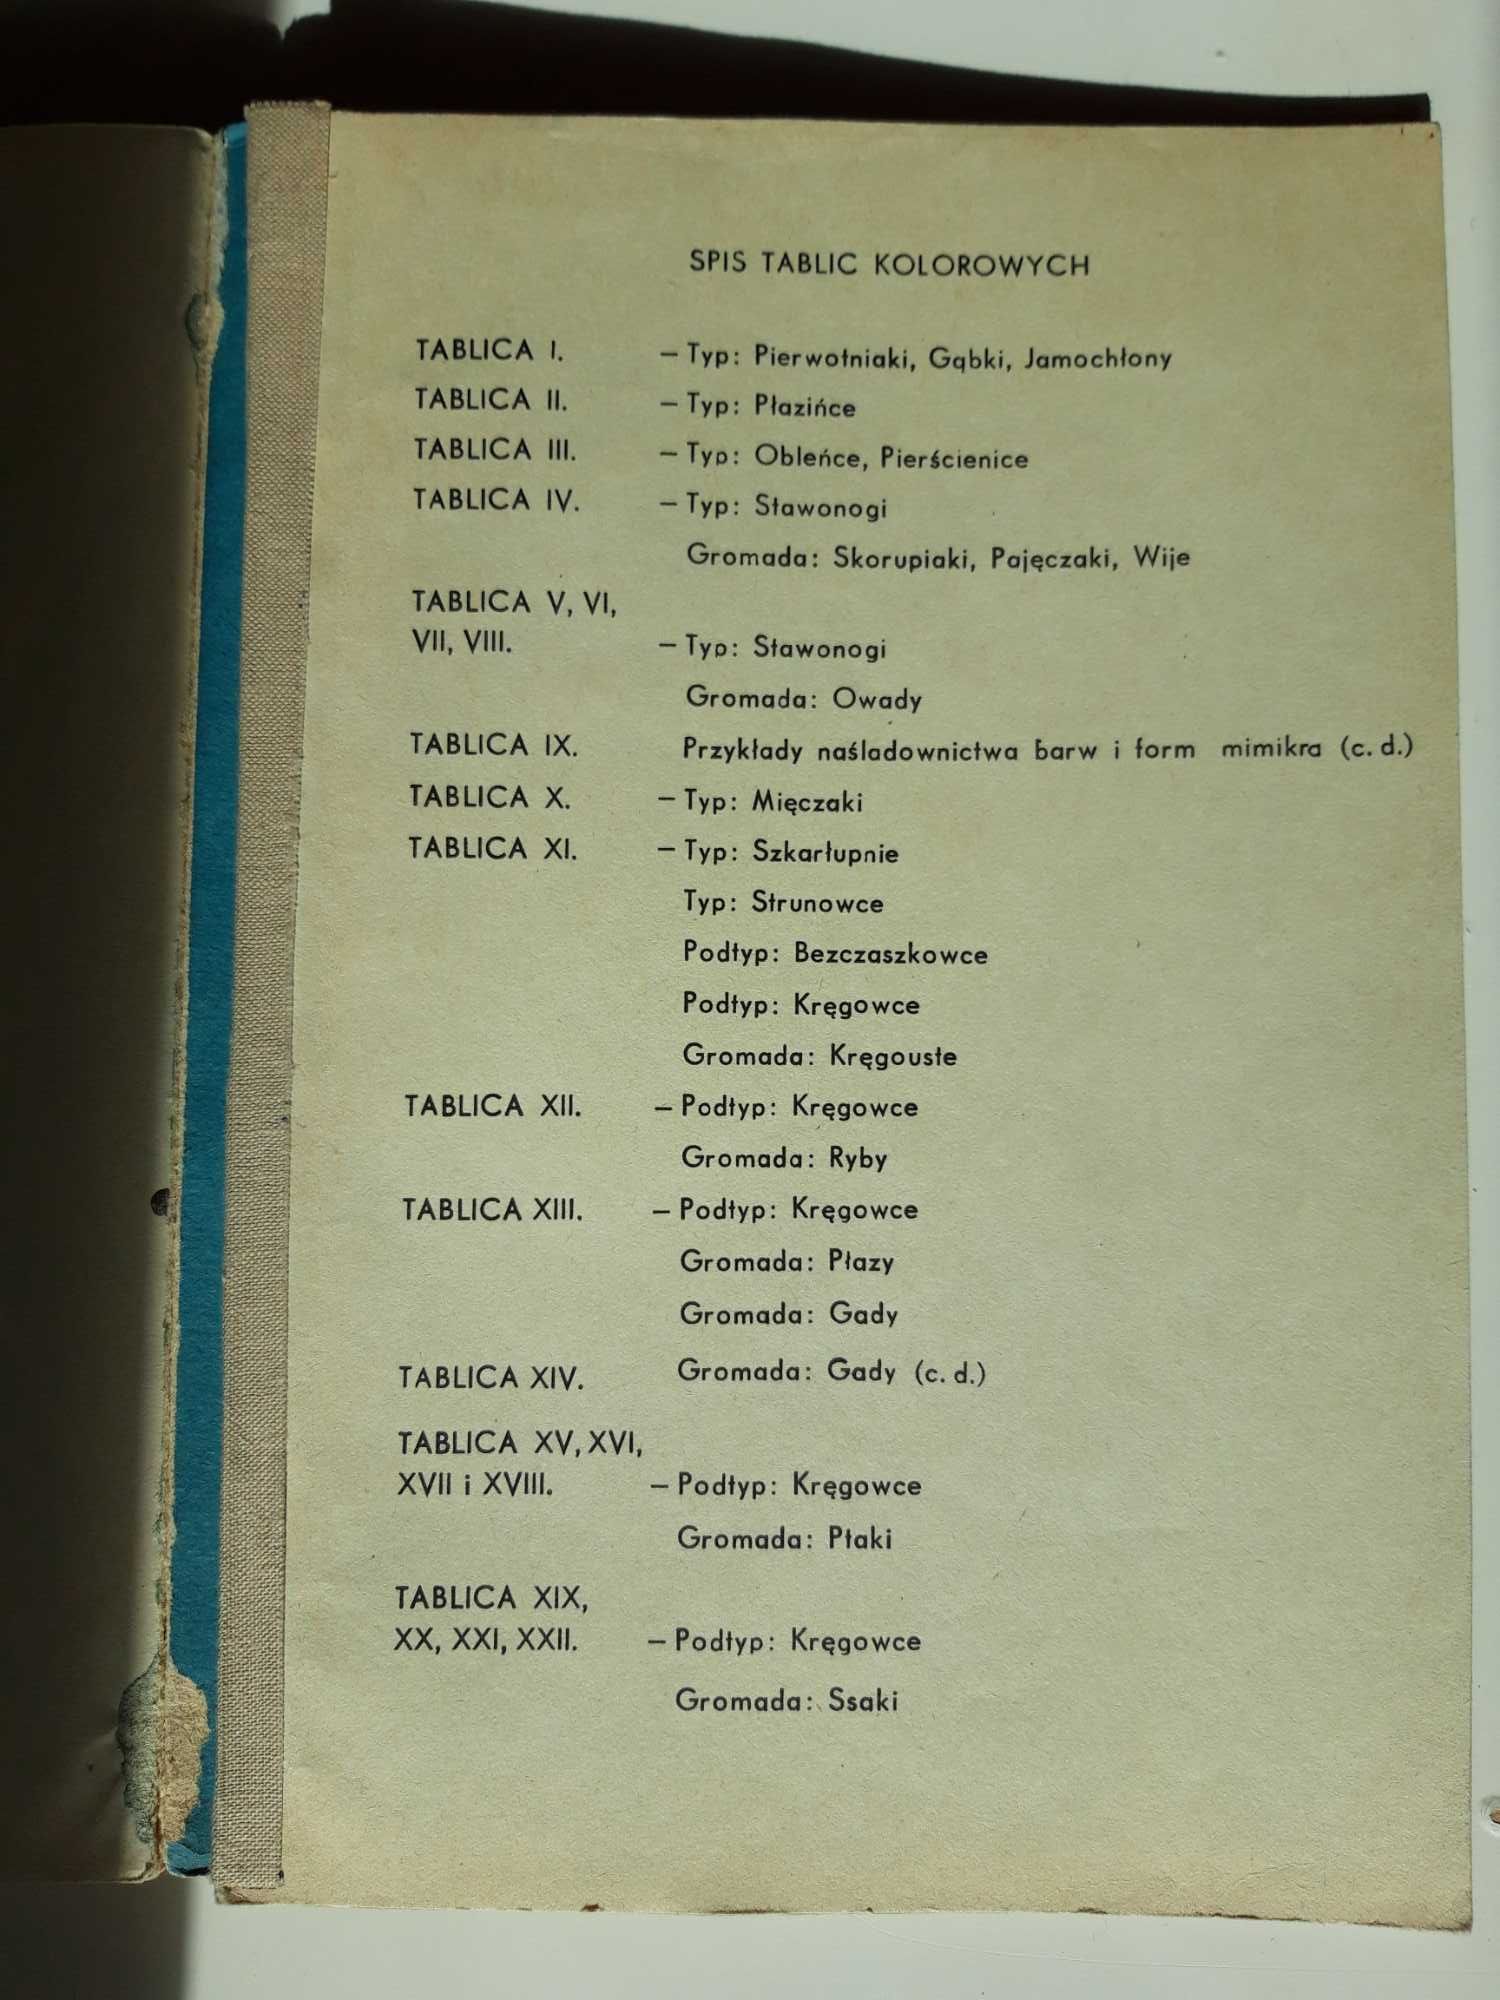 SPIS TABLIC KOLOROWYCH
TABLICA I. – Typ: Pierwotniaki, Gąbki, Jamochłony
TABLICA II. – Typ: Płazińce
TABLICA III. – Typ: Obleńce, Pierścienice
TABLICA IV. – Typ: Stawonogi
Gromada: Skorupiaki, Pajęczaki, Wije
TABLICA V, VI,
VII, VIII. – Typ: Stawonogi
Gromada: Owady
TABLICA IX. Przykłady naśladownictwa barw i form mimikra (c. d.)
TABLICA X. – Typ: Mięczaki
TABLICA XI. – Typ: Szkarłupnie
Typ: Strunowce
Podtyp: Bezczaszkowce
Podtyp: Kręgowce
Gromada: Kręgouste
TABLICA XII. – Podtyp: Kręgowce
Gromada: Ryby
TABLICA XIII. – Podtyp: Kręgowce
Gromada: Płazy
Gromada: Gady
TABLICA XIV. Gromada: Gady (c. d.)
TABLICA XV, XVI,
XVII i XVIII. – Podtyp: Kręgowce
Gromada: Ptaki
TABLICA XIX,
XX, XXI, XXII. – Podtyp: Kręgowce
Gromada: Ssaki